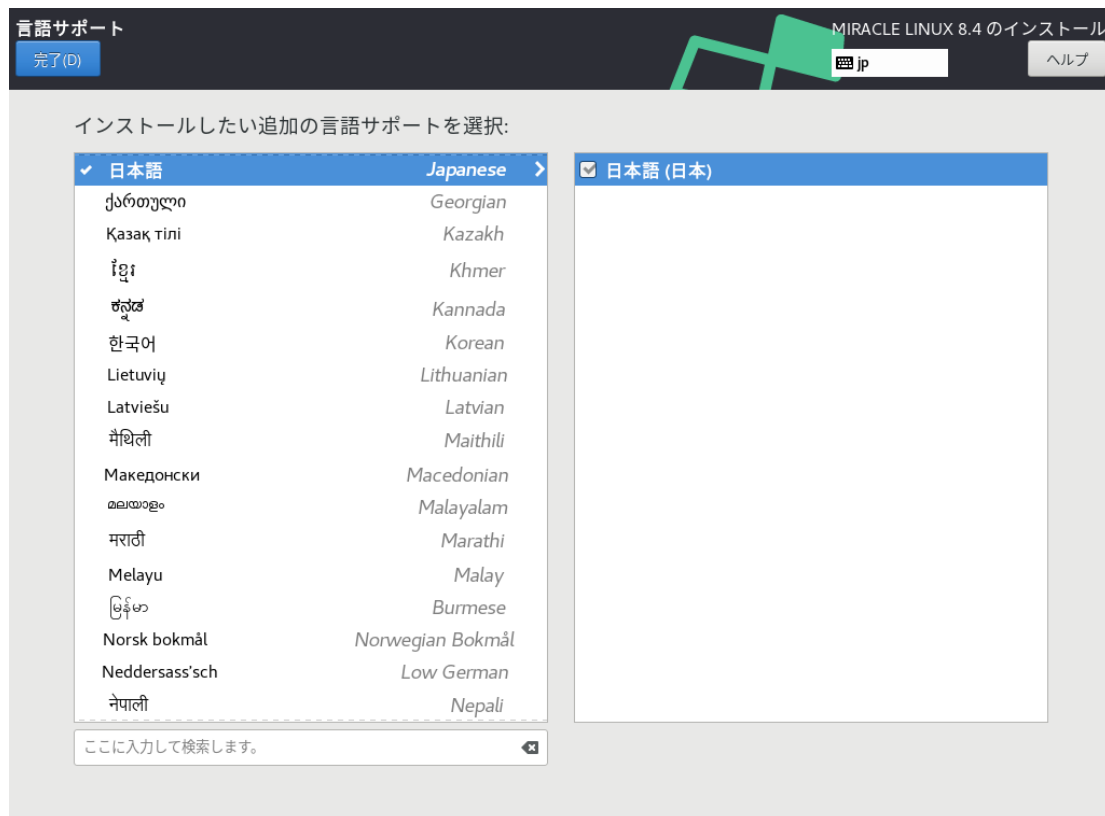 言語サポート
MIRACLE LINUX 8.4 のインストール
完了(D)
jp
ヘルプ
インストールしたい追加の言語サポートを選択:
日本語 Japanese
日本語 (日本)
ქართული Georgian
Қазақ тілі Kazakh
ខ្មែរ Khmer
ಕನ್ನಡ Kannada
한국어 Korean
Lietuvių Lithuanian
Latviešu Latvian
मैथिली Maithili
Македонски Macedonian
മലയാളം Malayalam
मराठी Marathi
Melayu Malay
မြန်မာ Burmese
Norsk bokmål Norwegian Bokmål
Neddersass'sch Low German
नेपाली Nepali
ここに入力して検索します。